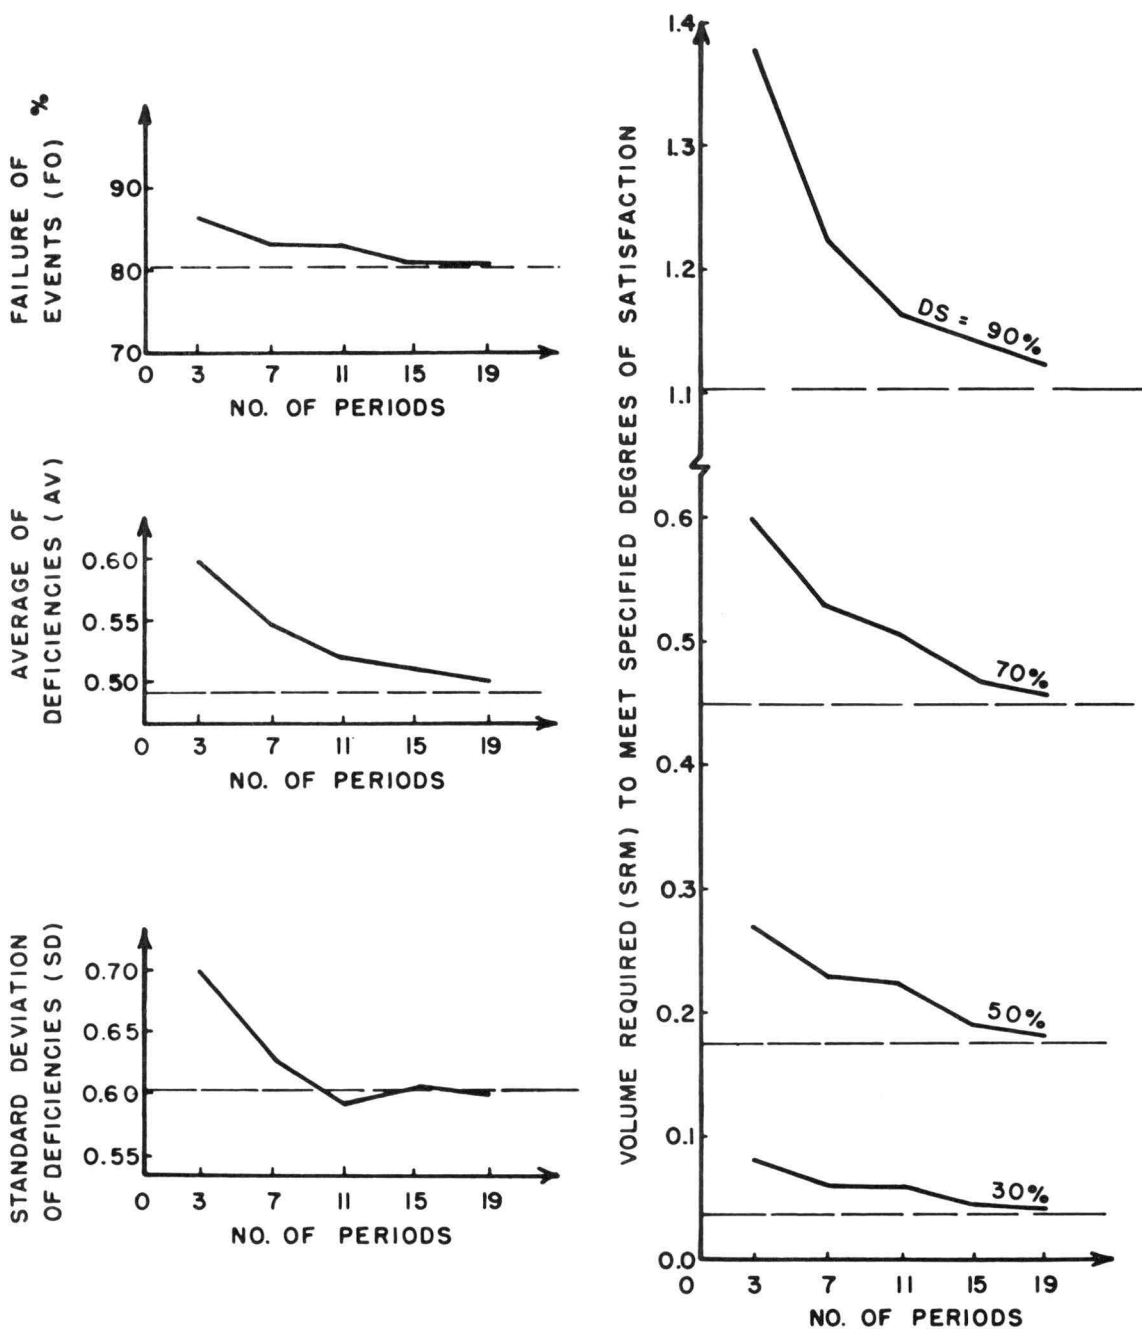 FAILURE OF
EVENTS (FO) %
90
80
70
0 3 7 11 15 19
NO. OF PERIODS
AVERAGE OF
DEFICIENCIES (AV)
0.60
0.55
0.50
0 3 7 11 15 19
NO. OF PERIODS
STANDARD DEVIATION
OF DEFICIENCIES (SD)
0.70
0.65
0.60
0.55
0 3 7 11 15 19
NO. OF PERIODS
VOLUME REQUIRED (SRM) TO MEET SPECIFIED DEGREES OF SATISFACTION
1.4
1.3
1.2
1.1
0.6
0.5
0.4
0.3
0.2
0.1
0.0
DS = 90%
70%
50%
30%
0 3 7 11 15 19
NO. OF PERIODS